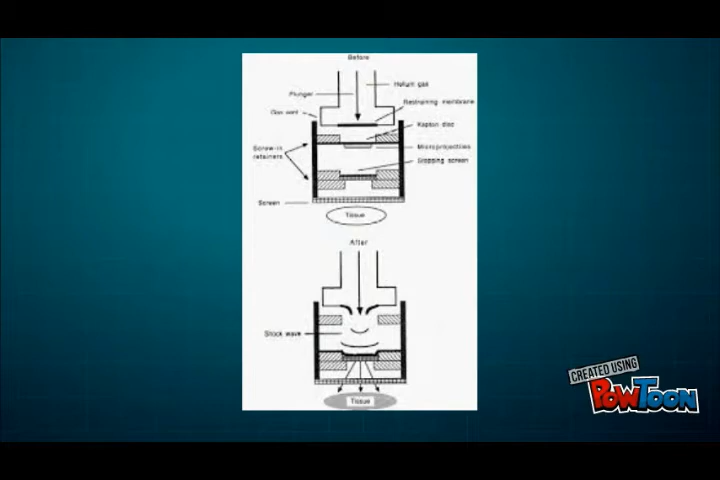 Before
Helium gas
Plunger
Restraining membrane
Gas vent
Kapton disc
Screw-in
retainers
Microprojectiles
Stopping screen
Screen
Tissue
After
Shock wave
Tissue
CREATED USING
POWTOON